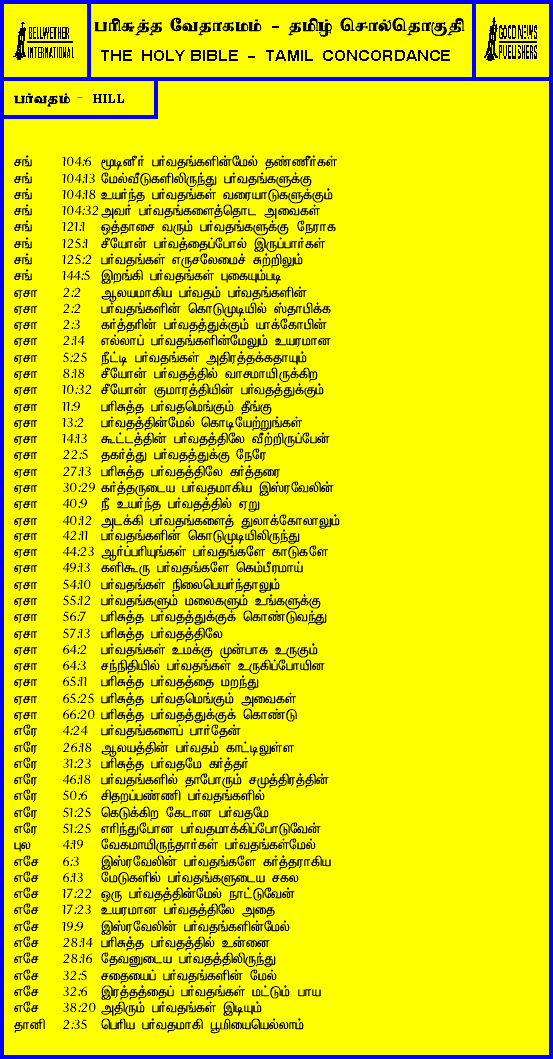 BELLWETHER
INTERNATIONAL
பரிசுத்த வேதாகமம் - தமிழ் சொல்தொகுதி
THE HOLY BIBLE - TAMIL CONCORDANCE
GOOD NEWS
PUBLISHERS
பர்வதம் - HILL
சங் 104:6 மூடினீர் பர்வதங்களின்மேல் தண்ணீர்கள்
சங் 104:13 மேல்வீடுகளிலிருந்து பர்வதங்களுக்கு
சங் 104:18 உயர்ந்த பர்வதங்கள் வரையாடுகளுக்கும்
சங் 104:32 அவர் பர்வதங்களைத்தொட அவைகள்
சங் 121:1 ஒத்தாசை வரும் பர்வதங்களுக்கு நேராக
சங் 125:1 சீயோன் பர்வத்தைப்போல் இருப்பார்கள்
சங் 125:2 பர்வதங்கள் எருசலேமைச் சுற்றிலும்
சங் 144:5 இறங்கி பர்வதங்கள் புகையும்படி
ஏசா 2:2 ஆலயமாகிய பர்வதம் பர்வதங்களின்
ஏசா 2:2 பர்வதங்களின் கொடுமுடியில் ஸ்தாபிக்க
ஏசா 2:3 கர்த்தரின் பர்வதத்துக்கும் யாக்கோபின்
ஏசா 2:14 எல்லாப் பர்வதங்களின்மேலும் உயரமான
ஏசா 5:25 நீட்டி பர்வதங்கள் அதிரத்தக்கதாயும்
ஏசா 8:18 சீயோன் பர்வதத்தில் வாசமாயிருக்கிற
ஏசா 10:32 சீயோன் குமாரத்தியின் பர்வதத்துக்கும்
ஏசா 11:9 பரிசுத்த பர்வதமெங்கும் தீங்கு
ஏசா 13:2 பர்வதத்தின்மேல் கொடியேற்றுங்கள்
ஏசா 14:13 கூட்டத்தின் பர்வதத்திலே வீற்றிருப்பேன்
ஏசா 22:5 தகர்த்து பர்வதத்துக்கு நேரே
ஏசா 27:13 பரிசுத்த பர்வதத்திலே கர்த்தரை
ஏசா 30:29 கர்த்தருடைய பர்வதமாகிய இஸ்ரவேலின்
ஏசா 40:9 நீ உயர்ந்த பர்வதத்தில் ஏறு
ஏசா 40:12 அடக்கி பர்வதங்களைத் துலாக்கோலாலும்
ஏசா 42:11 பர்வதங்களின் கொடுமுடியிலிருந்து
ஏசா 44:23 ஆர்ப்பரியுங்கள் பர்வதங்களே காடுகளே
ஏசா 49:13 களிகூரு பர்வதங்களே கெம்பீரமாய்
ஏசா 54:10 பர்வதங்கள் நிலைபெயர்ந்தாலும்
ஏசா 55:12 பர்வதங்களும் மலைகளும் உங்களுக்கு
ஏசா 56:7 பரிசுத்த பர்வதத்துக்குக் கொண்டுவந்து
ஏசா 57:13 பரிசுத்த பர்வதத்திலே
ஏசா 64:2 பர்வதங்கள் உமக்கு முன்பாக உருகும்
ஏசா 64:3 சந்நிதியில் பர்வதங்கள் உருகிப்போயின
ஏசா 65:11 பரிசுத்த பர்வதத்தை மறந்து
ஏசா 65:25 பரிசுத்த பர்வதமெங்கும் அவைகள்
ஏசா 66:20 பரிசுத்த பர்வதத்துக்குக் கொண்டு
எரே 4:24 பர்வதங்களைப் பார்தேன்
எரே 26:18 ஆலயத்தின் பர்வதம் காட்டிலுள்ள
எரே 31:23 பரிசுத்த பர்வதமே கர்த்தர்
எரே 46:18 பர்வதங்களில் தாபோரும் சமுத்திரத்தின்
எரே 50:6 சிதறப்பண்ணி பர்வதங்களில்
எரே 51:25 கெடுக்கிற கேடான பர்வதமே
எரே 51:25 எரிந்துபோன பர்வதமாக்கிப்போடுவேன்
புல 4:19 வேகமாயிருந்தார்கள் பர்வதங்கள்மேல்
எசே 6:3 இஸ்ரவேலின் பர்வதங்களே கர்த்தராகிய
எசே 6:13 மேடுகளில் பர்வதங்களுடைய சகல
எசே 17:22 ஒரு பர்வதத்தின்மேல் நாட்டுவேன்
எசே 17:23 உயரமான பர்வதத்திலே அதை
எசே 19:9 இஸ்ரவேலின் பர்வதங்களின்மேல்
எசே 28:14 பரிசுத்த பர்வதத்தில் உன்னை
எசே 28:16 தேவனுடைய பர்வதத்திலிருந்து
எசே 32:5 சதையைப் பர்வதங்களின் மேல்
எசே 32:6 இரத்தத்தைப் பர்வதங்கள் மட்டும் பாய
எசே 38:20 அதிரும் பர்வதங்கள் இடியும்
தானி 2:35 பெரிய பர்வதமாகி பூமியையெல்லாம்